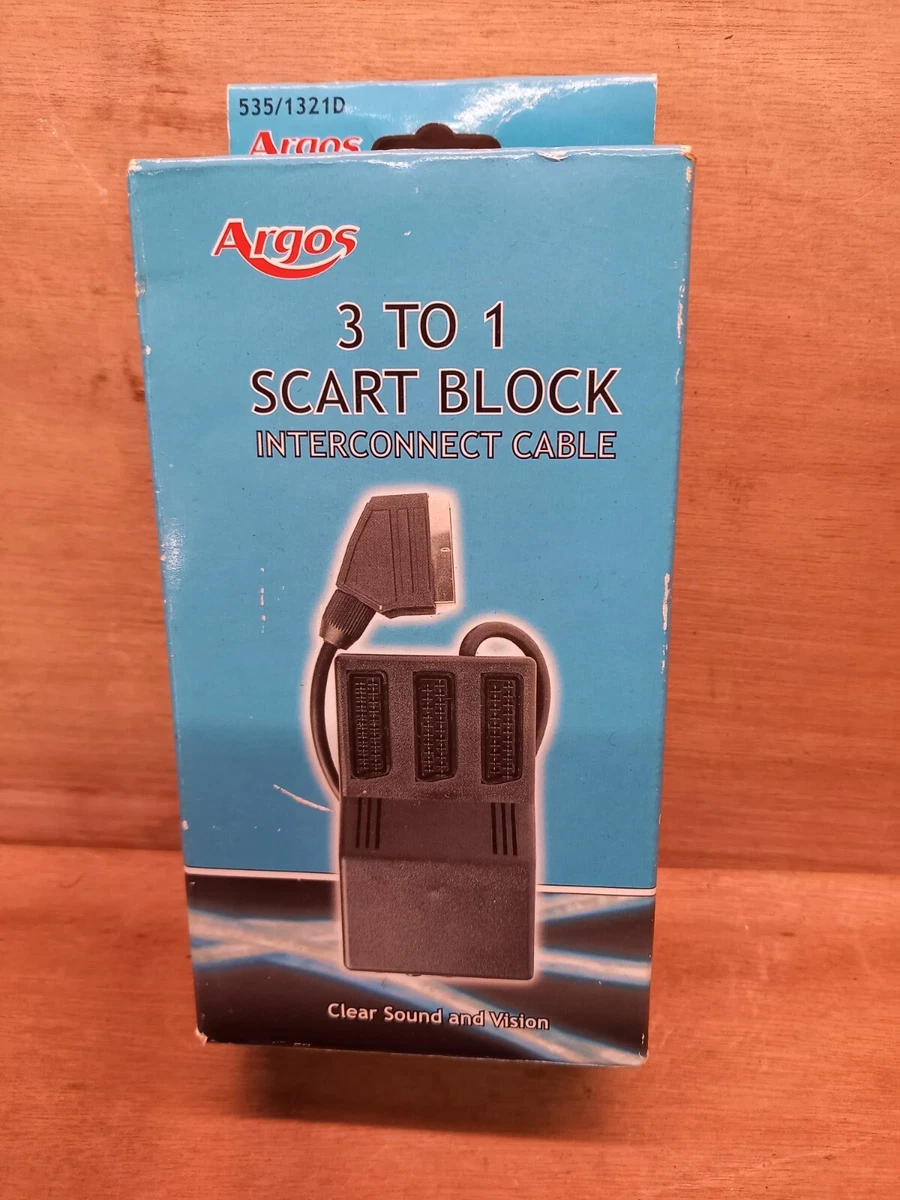 535/1321D
Argos
Argos
3 TO 1
SCART BLOCK
INTERCONNECT CABLE
Clear Sound and Vision